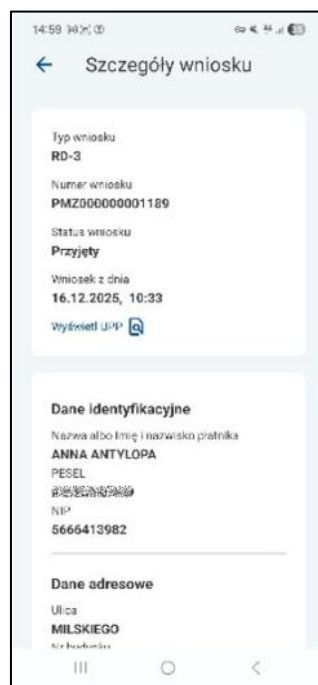 14:59
Szczegóły wniosku
Typ wniosku
RD-3
Numer wniosku
PMZ000000001189
Status wniosku
Przyjęty
Wniosek z dnia
16.12.2025, 10:33
Wyświetl UPP
Dane identyfikacyjne
Nazwa albo Imię i nazwisko płatnika
ANNA ANTYLOPA
PESEL
NIP
5666413982
Dane adresowe
Ulica
MILSKIEGO
Nr budynku